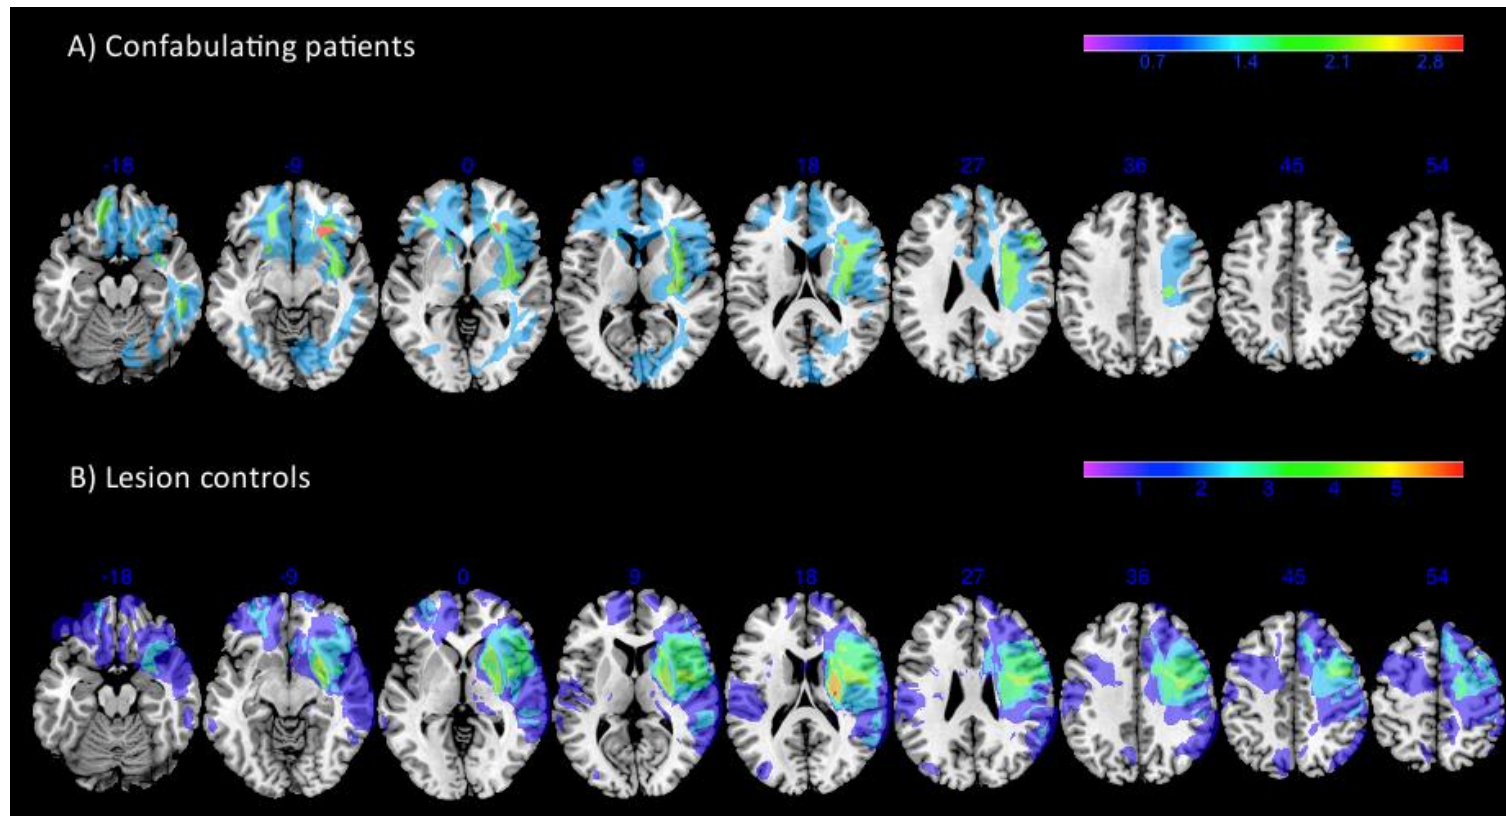 A) Confabulating patients
0.7 1.4 2.1 2.8
-18 -9 0 9 18 27 36 45 54
B) Lesion controls
1 2 3 4 5
-18 -9 0 9 18 27 36 45 54